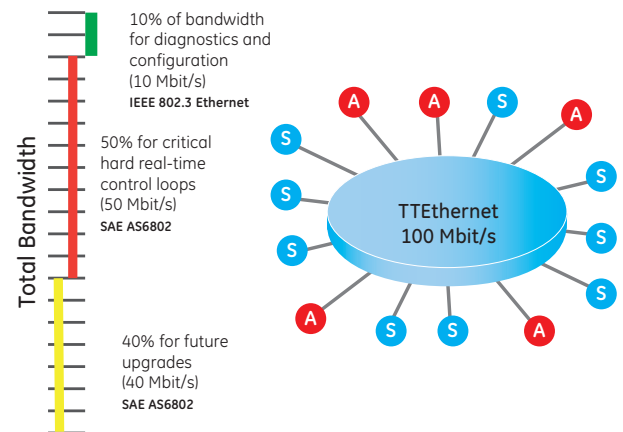 Total Bandwidth
10% of bandwidth
for diagnostics and
configuration
(10 Mbit/s)
IEEE 802.3 Ethernet
50% for critical
hard real-time
control loops
(50 Mbit/s)
SAE AS6802
40% for future
upgrades
(40 Mbit/s)
SAE AS6802
A
A
S
A
S
S
S
S
S
S
A
S
S
A
TTEthernet
100 Mbit/s